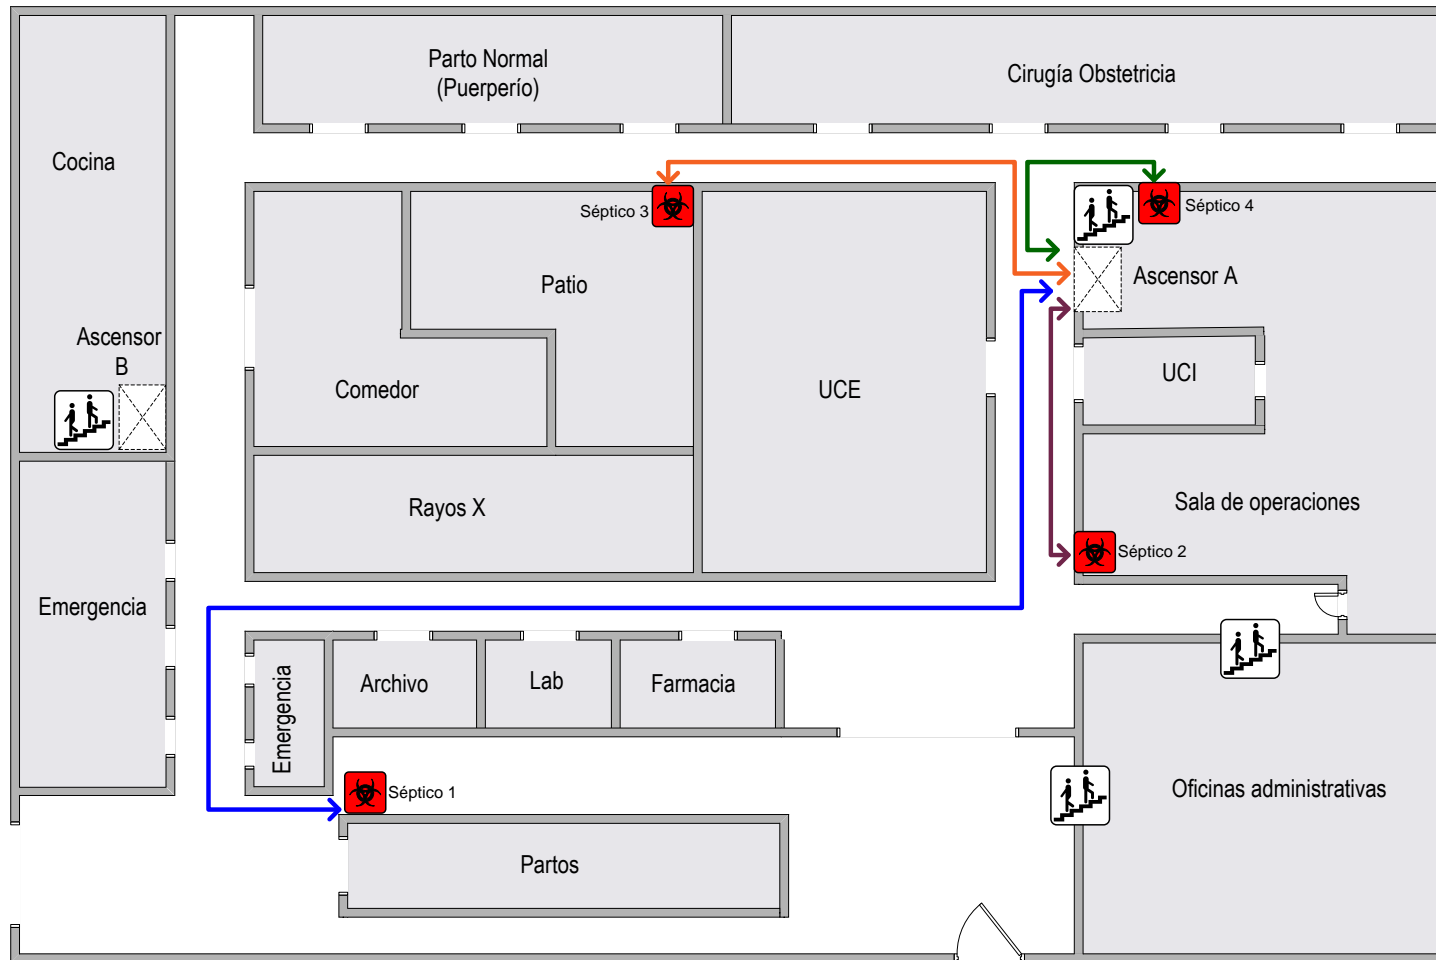 Parto Normal
(Puerperío)
Cirugía Obstetricia
Cocina
Séptico 3
Séptico 4
Patio
Ascensor A
Ascensor
B
Comedor
UCE
UCI
Rayos X
Sala de operaciones
Séptico 2
Emergencia
Emergencia
Archivo
Lab
Farmacia
Séptico 1
Oficinas administrativas
Partos